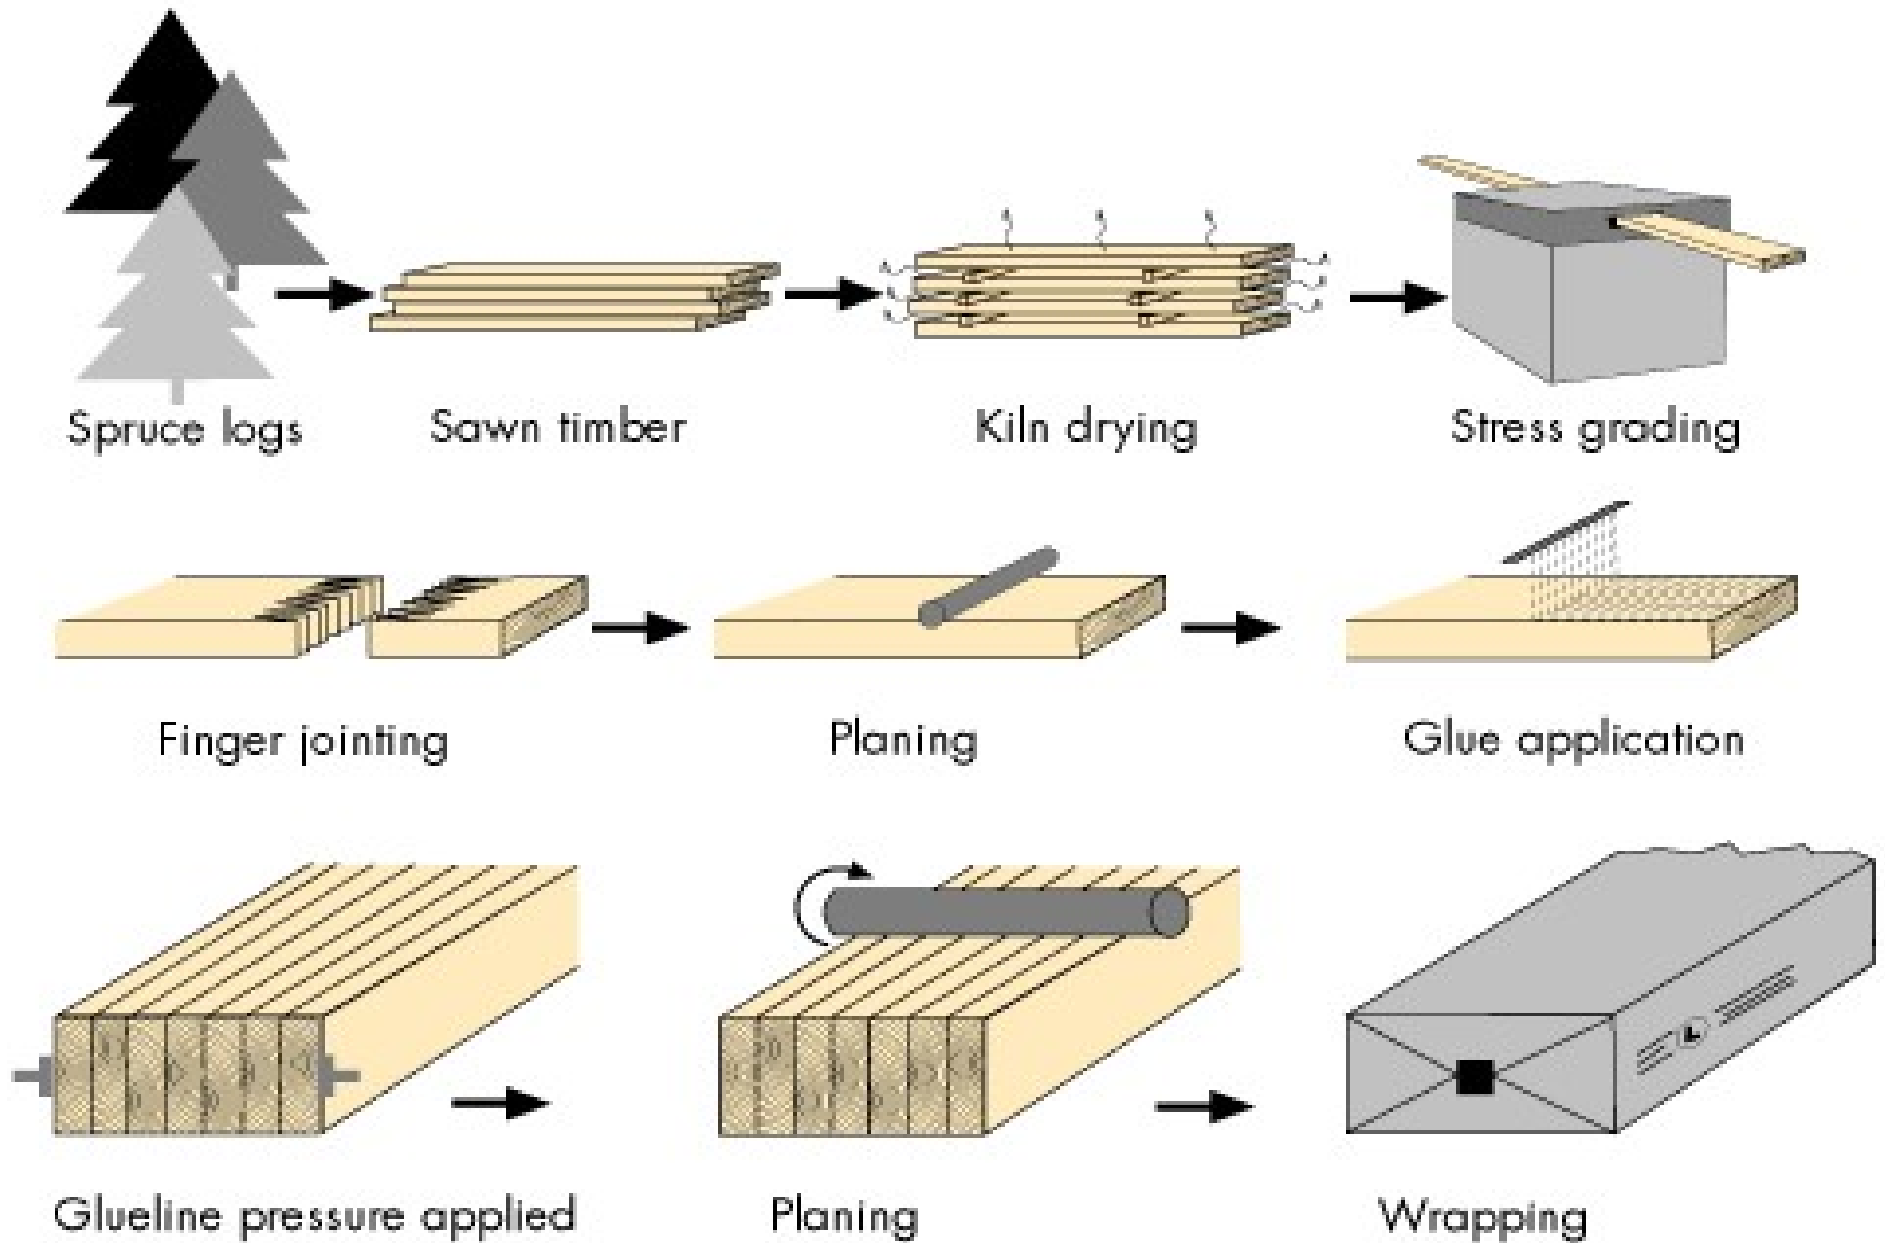 Spruce logs
Sawn timber
Kiln drying
Stress grading
Finger jointing
Planing
Glue application
Glueline pressure applied
Planing
Wrapping